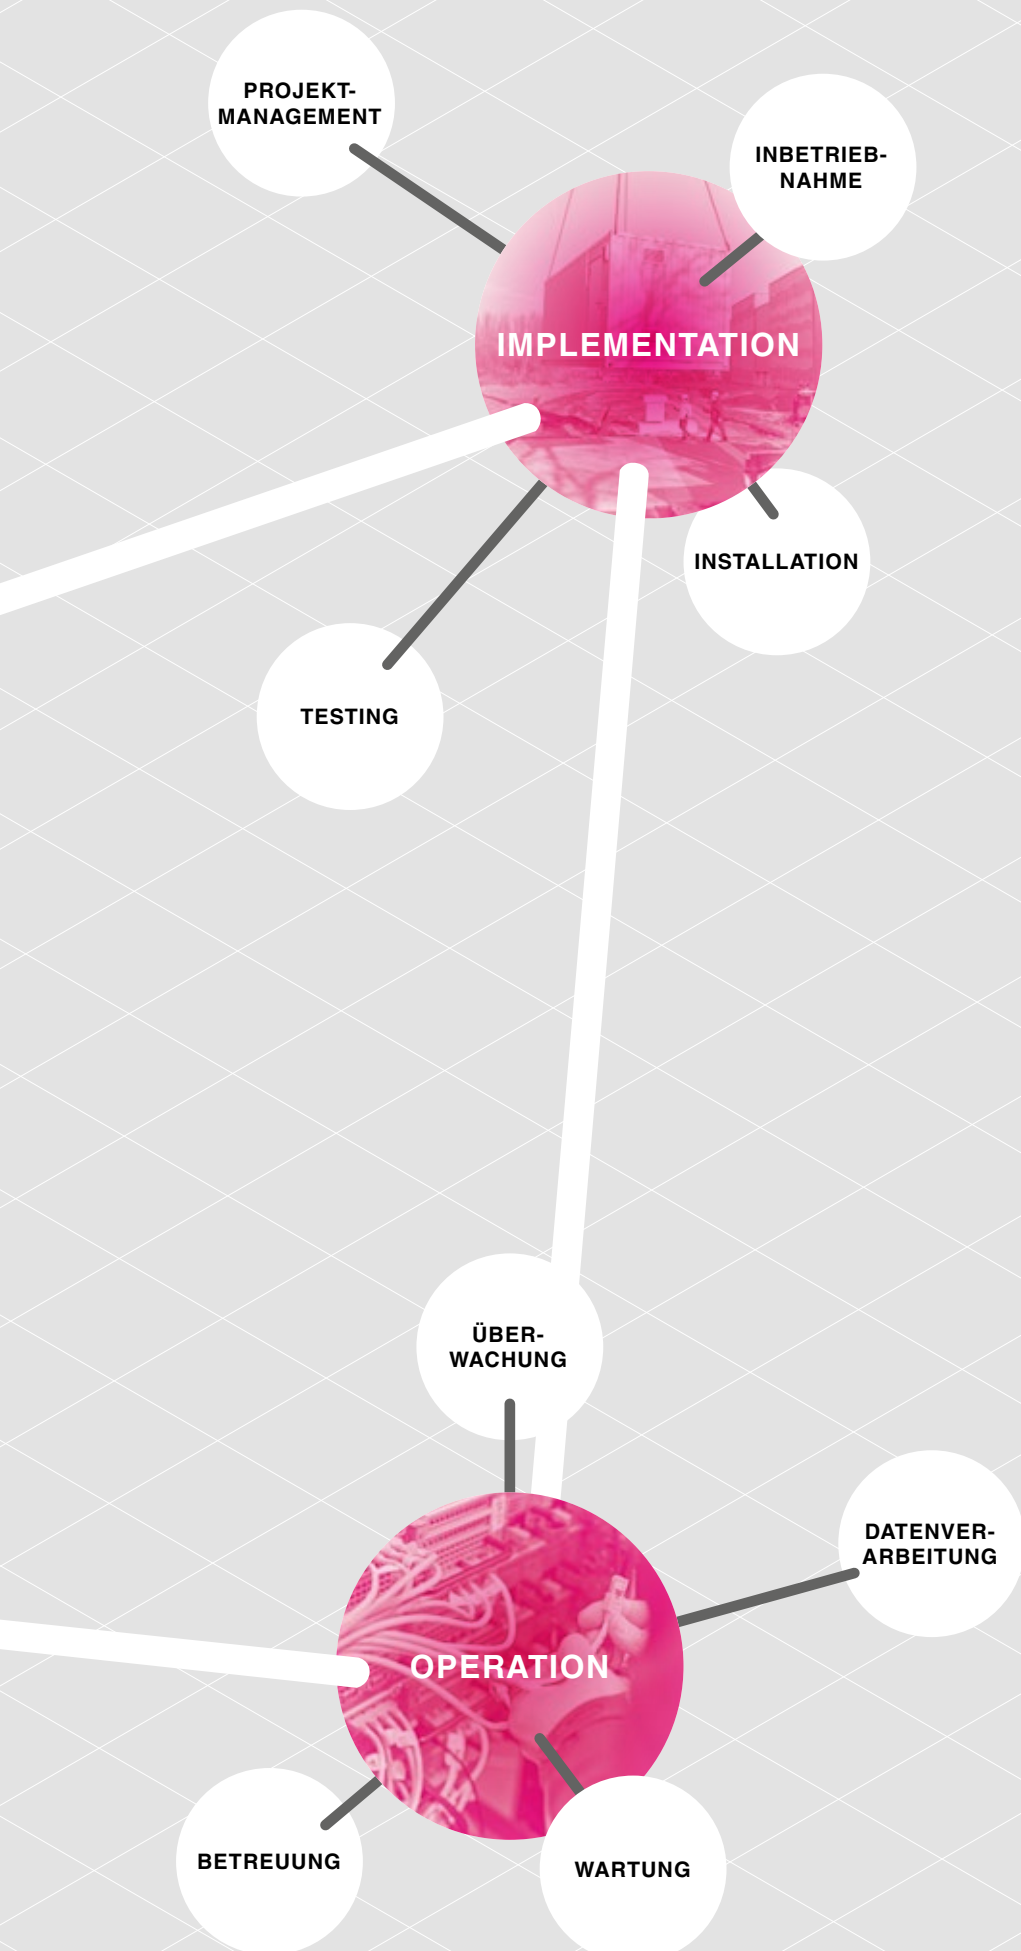 PROJEKT-
MANAGEMENT
INBETRIEB-
NAHME
IMPLEMENTATION
INSTALLATION
TESTING
ÜBER-
WACHUNG
DATENVER-
ARBEITUNG
OPERATION
BETREUUNG
WARTUNG